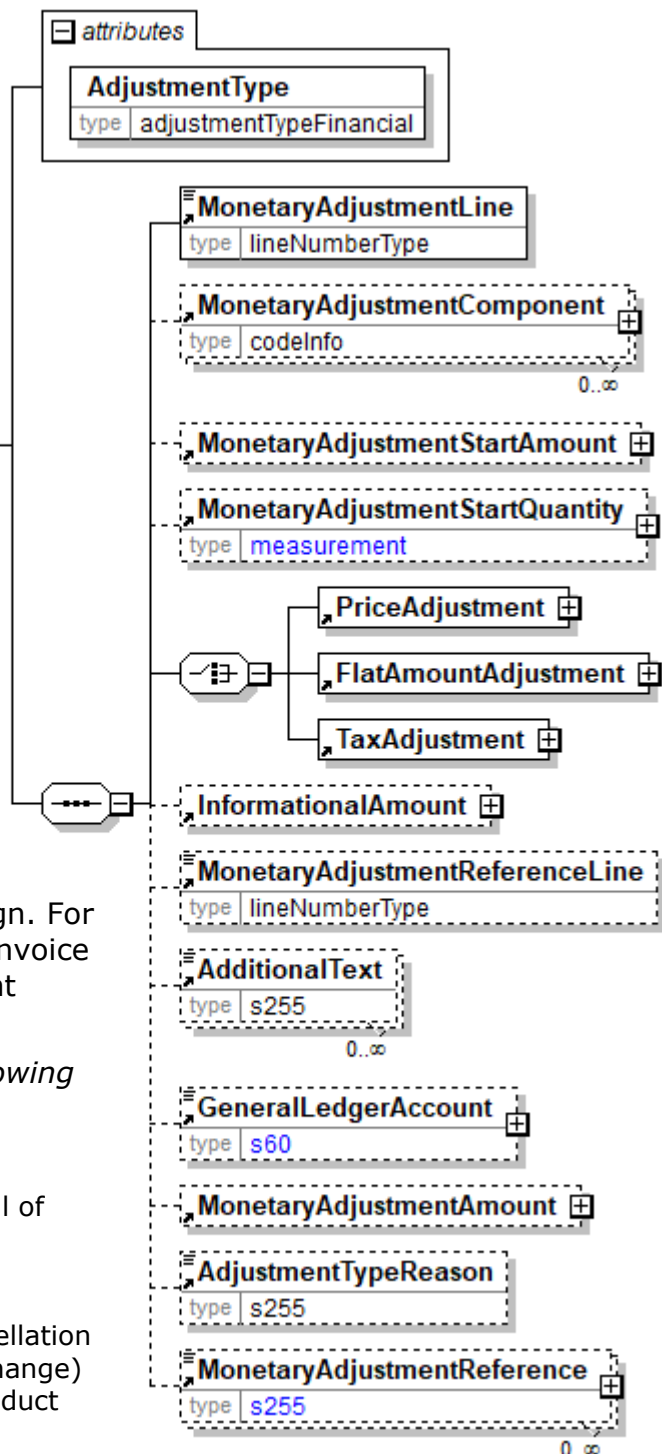 attributes
AdjustmentType
type adjustmentTypeFinancial
MonetaryAdjustmentLine
type lineNumberType
MonetaryAdjustmentComponent
type codeInfo
0..∞
MonetaryAdjustmentStartAmount
MonetaryAdjustmentStartQuantity
type measurement
PriceAdjustment
FlatAmountAdjustment
TaxAdjustment
InformationalAmount
MonetaryAdjustmentReferenceLine
type lineNumberType
gn. For
nvoice
nt
AdditionalText
type s255
0..∞
owing
GeneralLedgerAccount
type s60
l of
MonetaryAdjustmentAmount
AdjustmentTypeReason
type s255
ellation
hange)
duct
MonetaryAdjustmentReference
type s255
0..∞